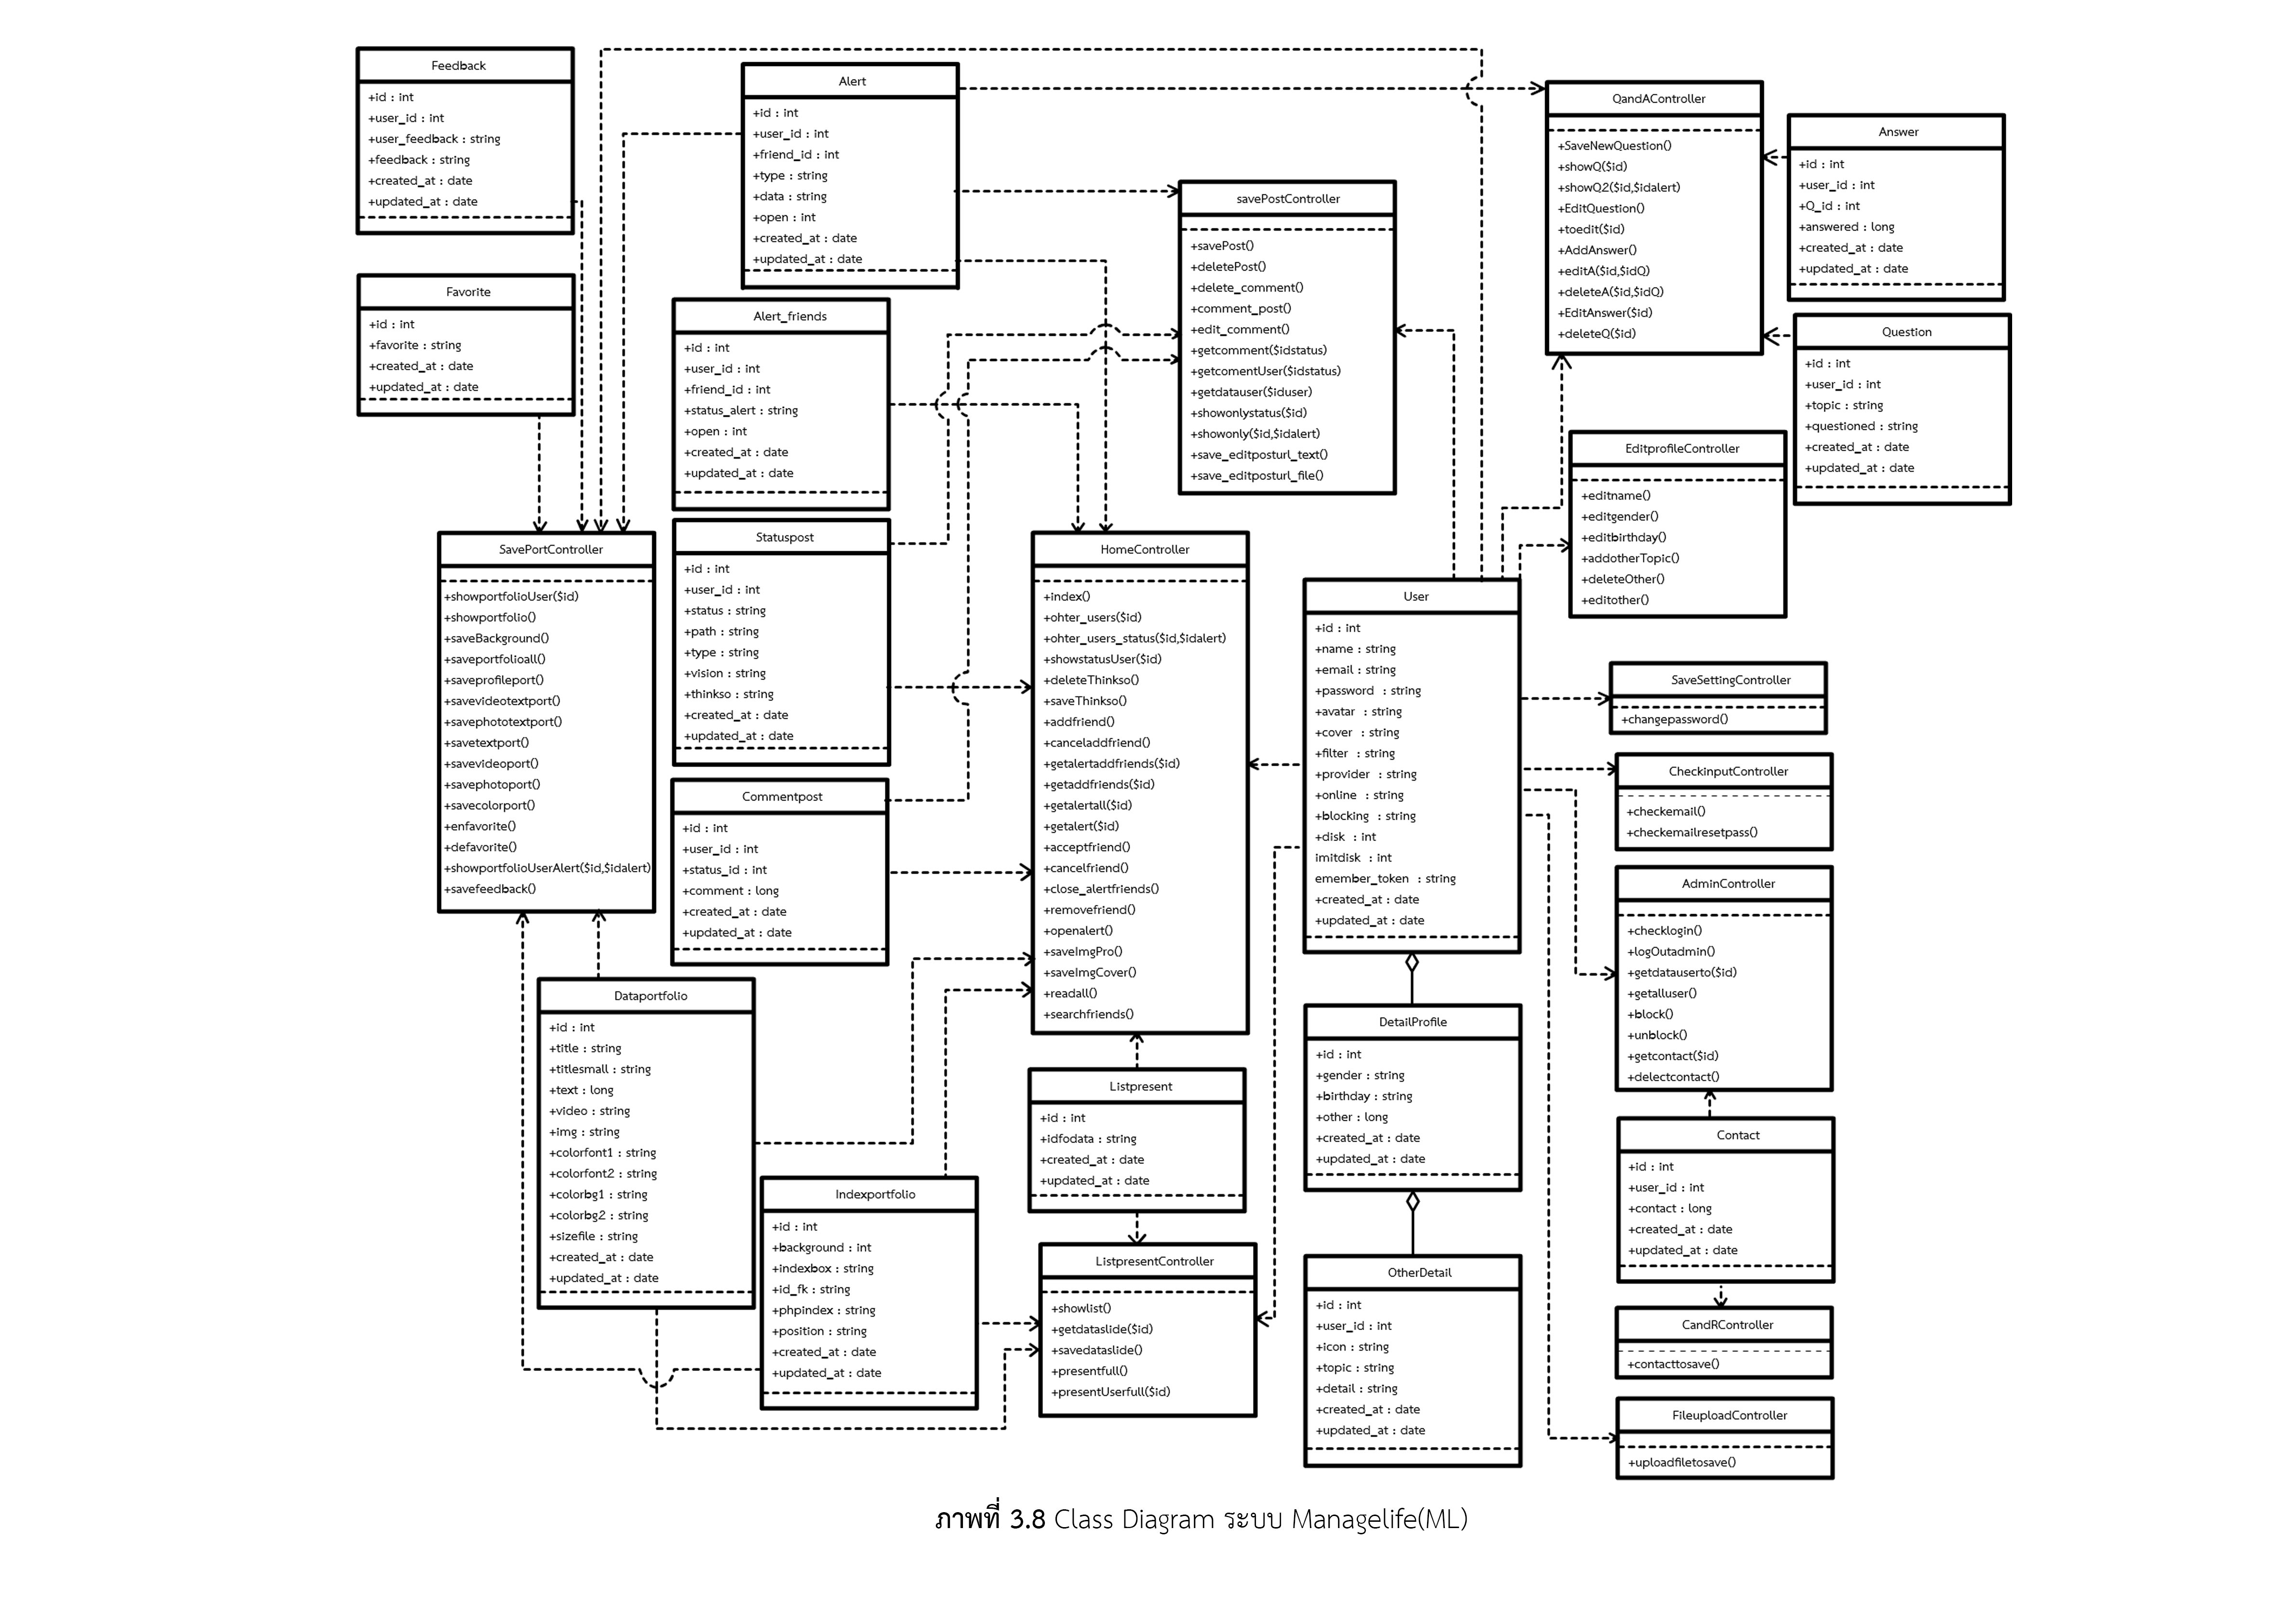 Feedback
+id : int
+user_id : int
+user_feedback : string
+feedback : string
+created_at : date
+updated_at : date
Favorite
+id : int
+favorite : string
+created_at : date
+updated_at : date
Alert
+id : int
+user_id : int
+friend_id : int
+type : string
+data : string
+open : int
+created_at : date
+updated_at : date
Alert_friends
+id : int
+user_id : int
+friend_id : int
+status_alert : string
+open : int
+created_at : date
+updated_at : date
savePostController
+savePost()
+deletePost()
+delete_comment()
+comment_post()
+edit_comment()
+getcomment($idstatus)
+getcomentUser($idstatus)
+getdatauser($iduser)
+showonlystatus($id)
+showonly($id,$idalert)
+save_editposturl_text()
+save_editposturl_file()
QandAController
+SaveNewQuestion()
+showQ($id)
+showQ2($id,$idalert)
+EditQuestion()
+toedit($id)
+AddAnswer()
+editA($id,$idQ)
+deleteA($id,$idQ)
+EditAnswer($id)
+deleteQ($id)
Answer
+id : int
+user_id : int
+Q_id : int
+answered : long
+created_at : date
+updated_at : date
Question
+id : int
+user_id : int
+topic : string
+questioned : string
+created_at : date
+updated_at : date
EditprofileController
+editname()
+editgender()
+editbirthday()
+addotherTopic()
+deleteOther()
+editother()
SavePortController
+showportfolioUser($id)
+showportfolio()
+saveBackground()
+saveportfolioall()
+saveprofileport()
+savevideotextport()
+savephototextport()
+savetextport()
+savevideoport()
+savephotoport()
+savecolorport()
+enfavorite()
+defavorite()
+showportfolioUserAlert($id,$idalert)
+savefeedback()
Statuspost
+id : int
+user_id : int
+status : string
+path : string
+type : string
+vision : string
+thinkso : string
+created_at : date
+updated_at : date
Commentpost
+id : int
+user_id : int
+status_id : int
+comment : long
+created_at : date
+updated_at : date
HomeController
+index()
+ohter_users($id)
+ohter_users_status($id,$idalert)
+showstatusUser($id)
+deleteThinkso()
+saveThinkso()
+addfriend()
+canceladdfriend()
+getalertaddfriends($id)
+getaddfriends($id)
+getalertall($id)
+getalert($id)
+acceptfriend()
+cancelfriend()
+close_alertfriends()
+removefriend()
+openalert()
+saveImgPro()
+saveImgCover()
+readall()
+searchfriends()
User
+id : int
+name : string
+email : string
+password : string
+avatar : string
+cover : string
+filter : string
+provider : string
+online : string
+blocking : string
+disk : int
imitdisk : int
emember_token : string
+created_at : date
+updated_at : date
SaveSettingController
+changepassword()
CheckinputController
+checkemail()
+checkemailresetpass()
AdminController
+checklogin()
+logOutadmin()
+getdatauserto($id)
+getalluser()
+block()
+unblock()
+getcontact($id)
+delectcontact()
Dataportfolio
+id : int
+title : string
+titlesmall : string
+text : long
+video : string
+img : string
+colorfont1 : string
+colorfont2 : string
+colorbg1 : string
+colorbg2 : string
+sizefile : string
+created_at : date
+updated_at : date
Indexportfolio
+id : int
+background : int
+indexbox : string
+id_fk : string
+phpindex : string
+position : string
+created_at : date
+updated_at : date
Listpresent
+id : int
+idfodata : string
+created_at : date
+updated_at : date
ListpresentController
+showlist()
+getdataslide($id)
+savedataslide()
+presentfull()
+presentUserfull($id)
DetailProfile
+id : int
+gender : string
+birthday : string
+other : long
+created_at : date
+updated_at : date
OtherDetail
+id : int
+user_id : int
+icon : string
+topic : string
+detail : string
+created_at : date
+updated_at : date
Contact
+id : int
+user_id : int
+contact : long
+created_at : date
+updated_at : date
CandRController
+contacttosave()
FileuploadController
+uploadfiletosave()
ภาพที่ 3.8 Class Diagram ระบบ Managelife(ML)